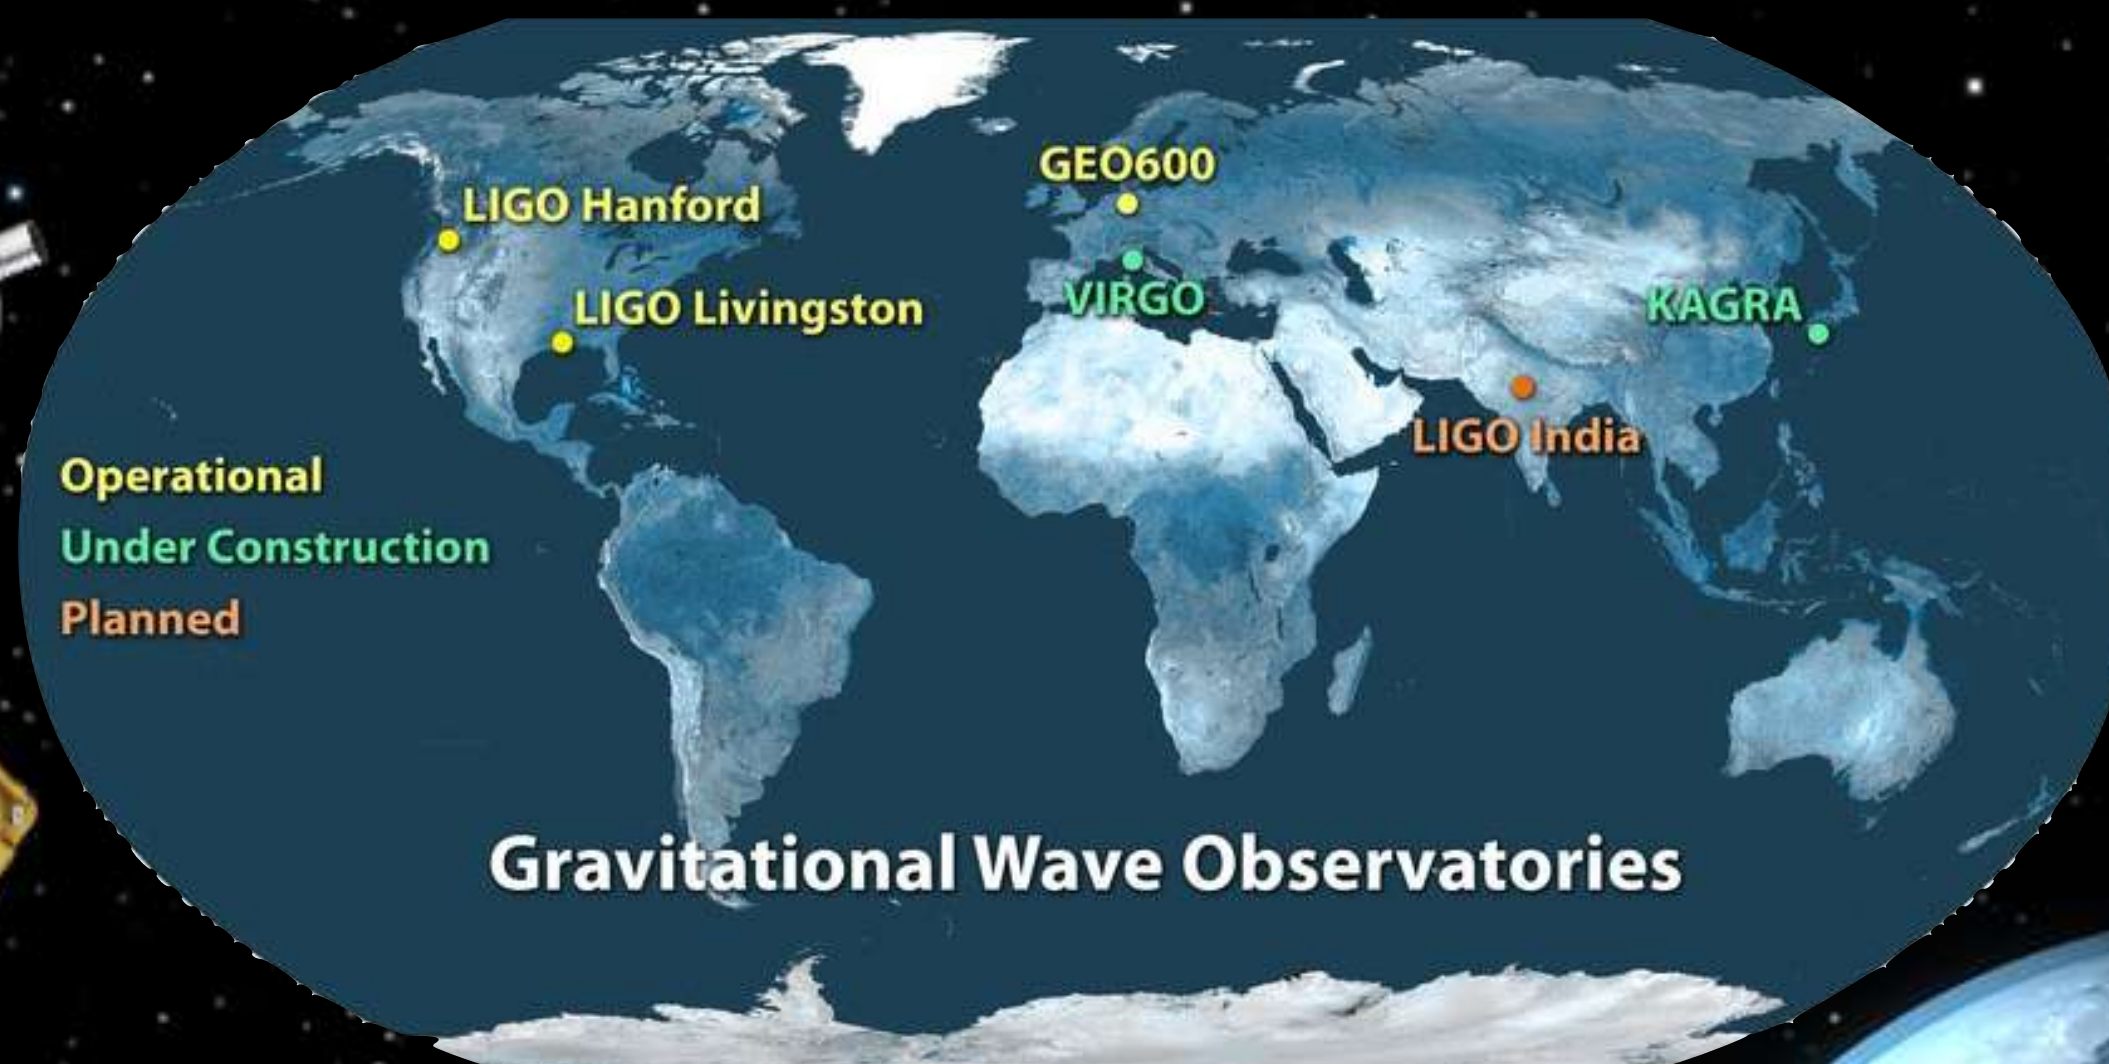 GEO600
LIGO Hanford
LIGO Livingston
VIRGO
KAGRA
LIGO India
Operational
Under Construction
Planned
Gravitational Wave Observatories